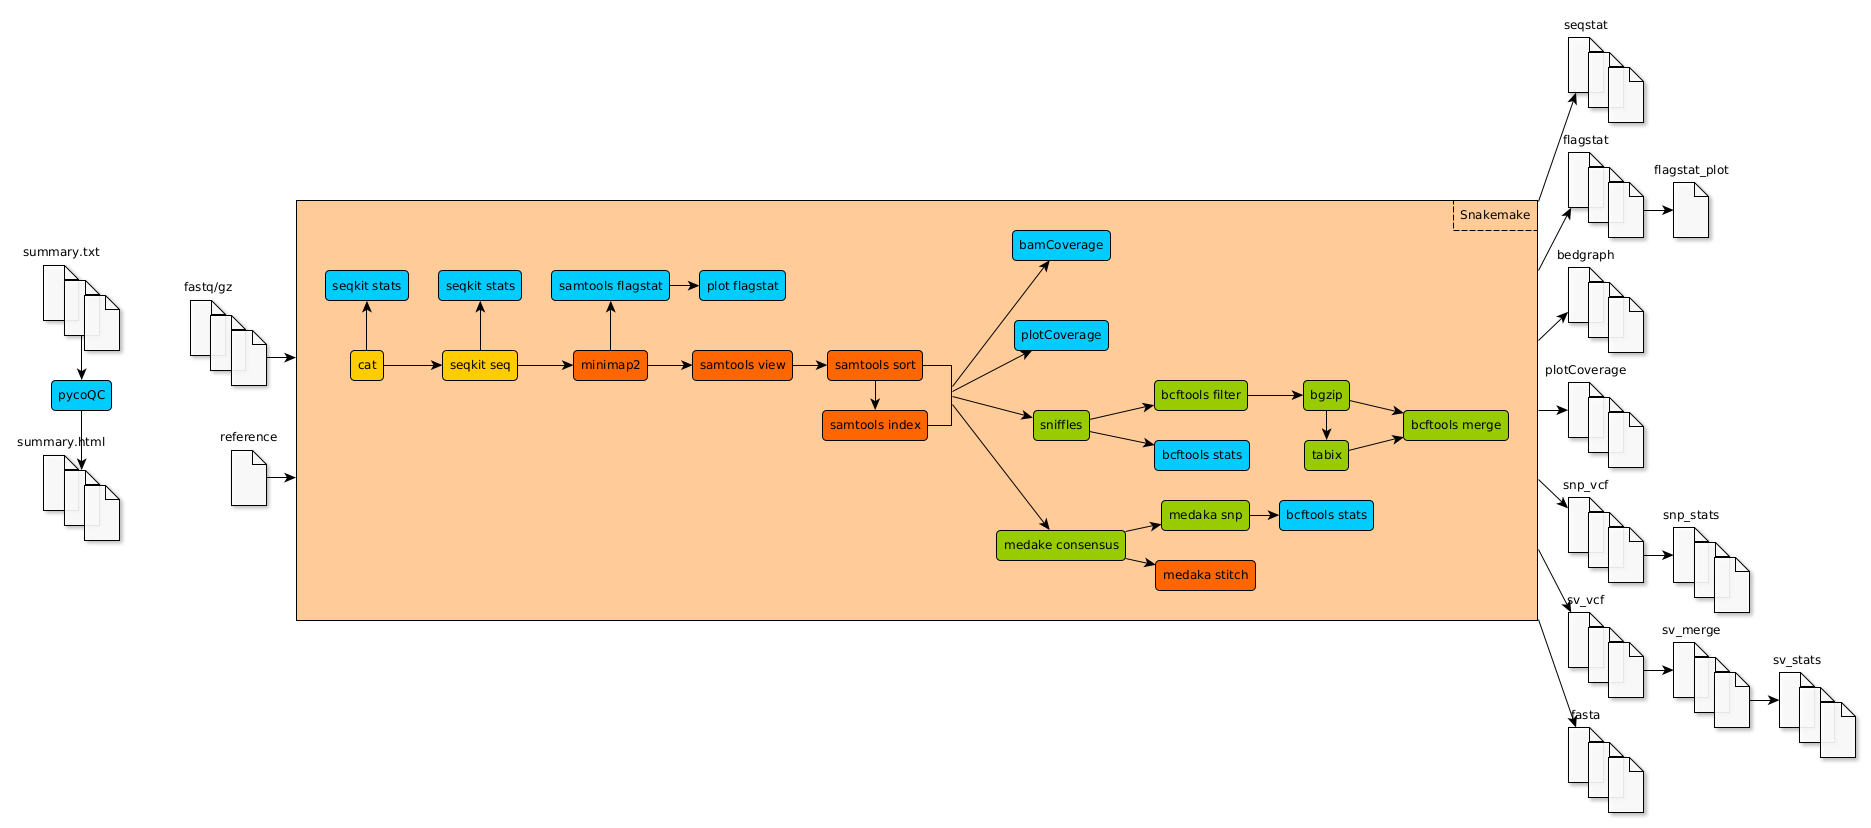 summary.txt
pycoQC
summary.html
fastq/gz
reference
Snakemake
seqkit stats
seqkit stats
samtools flagstat
plot flagstat
cat
seqkit seq
minimap2
samtools view
samtools sort
samtools index
bamCoverage
plotCoverage
sniffles
bcftools filter
bgzip
bcftools merge
bcftools stats
tabix
medake consensus
medaka snp
bcftools stats
medaka stitch
seqstat
flagstat
flagstat_plot
bedgraph
plotCoverage
snp_vcf
snp_stats
sv_vcf
sv_merge
sv_stats
fasta